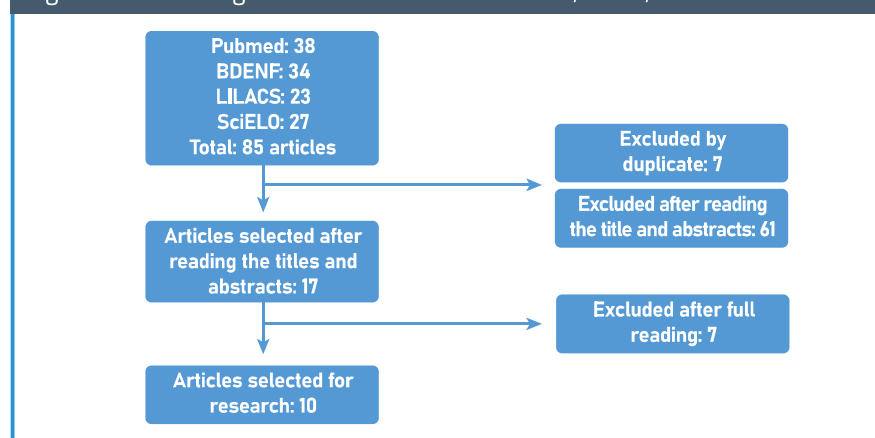 Pubmed: 38
BDENF: 34
LILACS: 23
SciELO: 27
Total: 85 articles
Excluded by
duplicate: 7
Excluded after reading
the title and abstracts: 61
Articles selected after
reading the titles and
abstracts: 17
Excluded after full
reading: 7
Articles selected for
research: 10